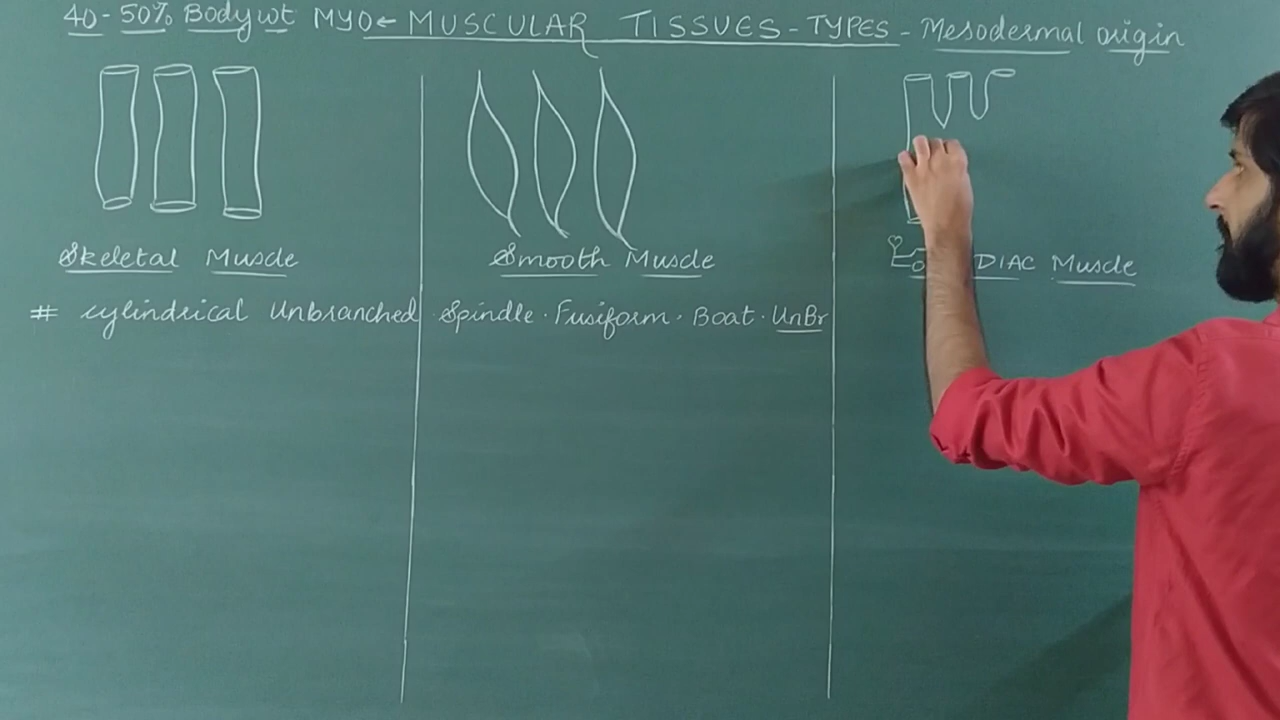 40-50% Body wt MYO← MUSCULAR TISSUES-TYPES - Mesodermal origin
Skeletal Muscle
Smooth Muscle
DIAC Muscle
# cylindrical Unbranched
Spindle · Fusiform · Boat · UnBr